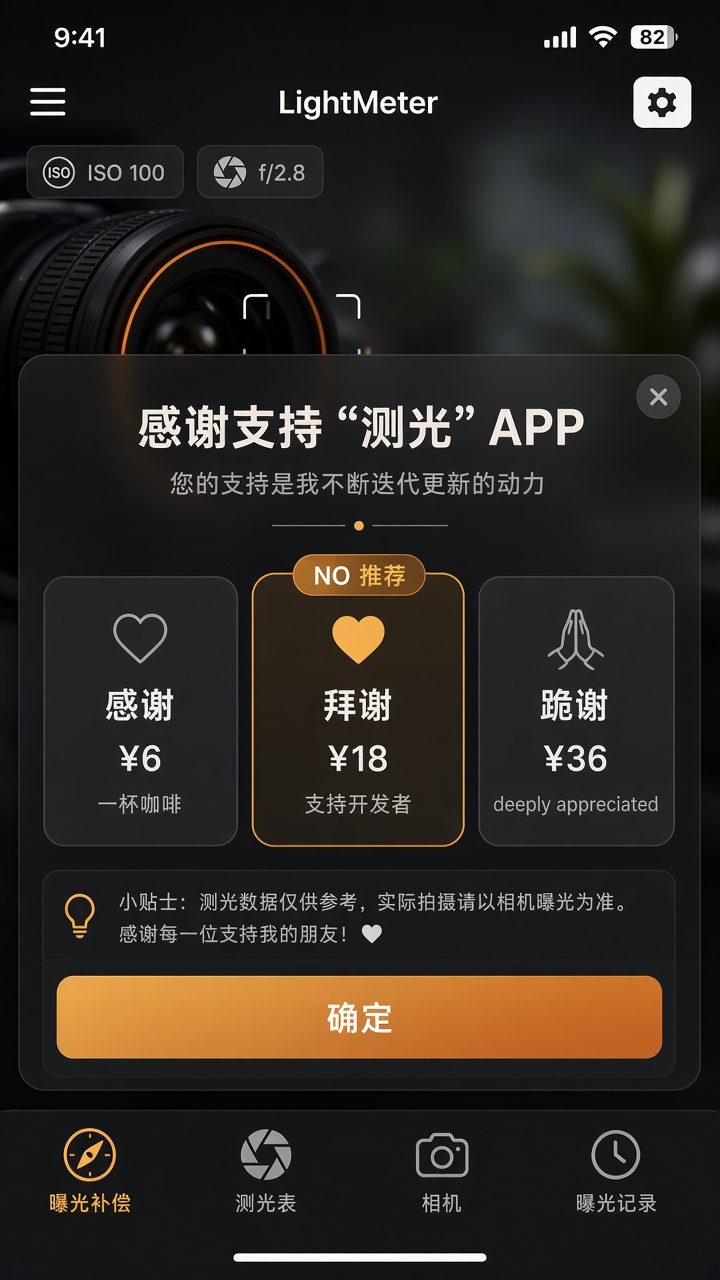 9:41
82
LightMeter
ISO ISO 100
f/2.8
感谢支持“测光”APP
您的支持是我不断迭代更新的动力
NO 推荐
感谢
¥6
一杯咖啡
拜谢
¥18
支持开发者
跪谢
¥36
deeply appreciated
小贴士：测光数据仅供参考，实际拍摄请以相机曝光为准。
感谢每一位支持我的朋友！🤍
确定
曝光补偿
测光表
相机
曝光记录